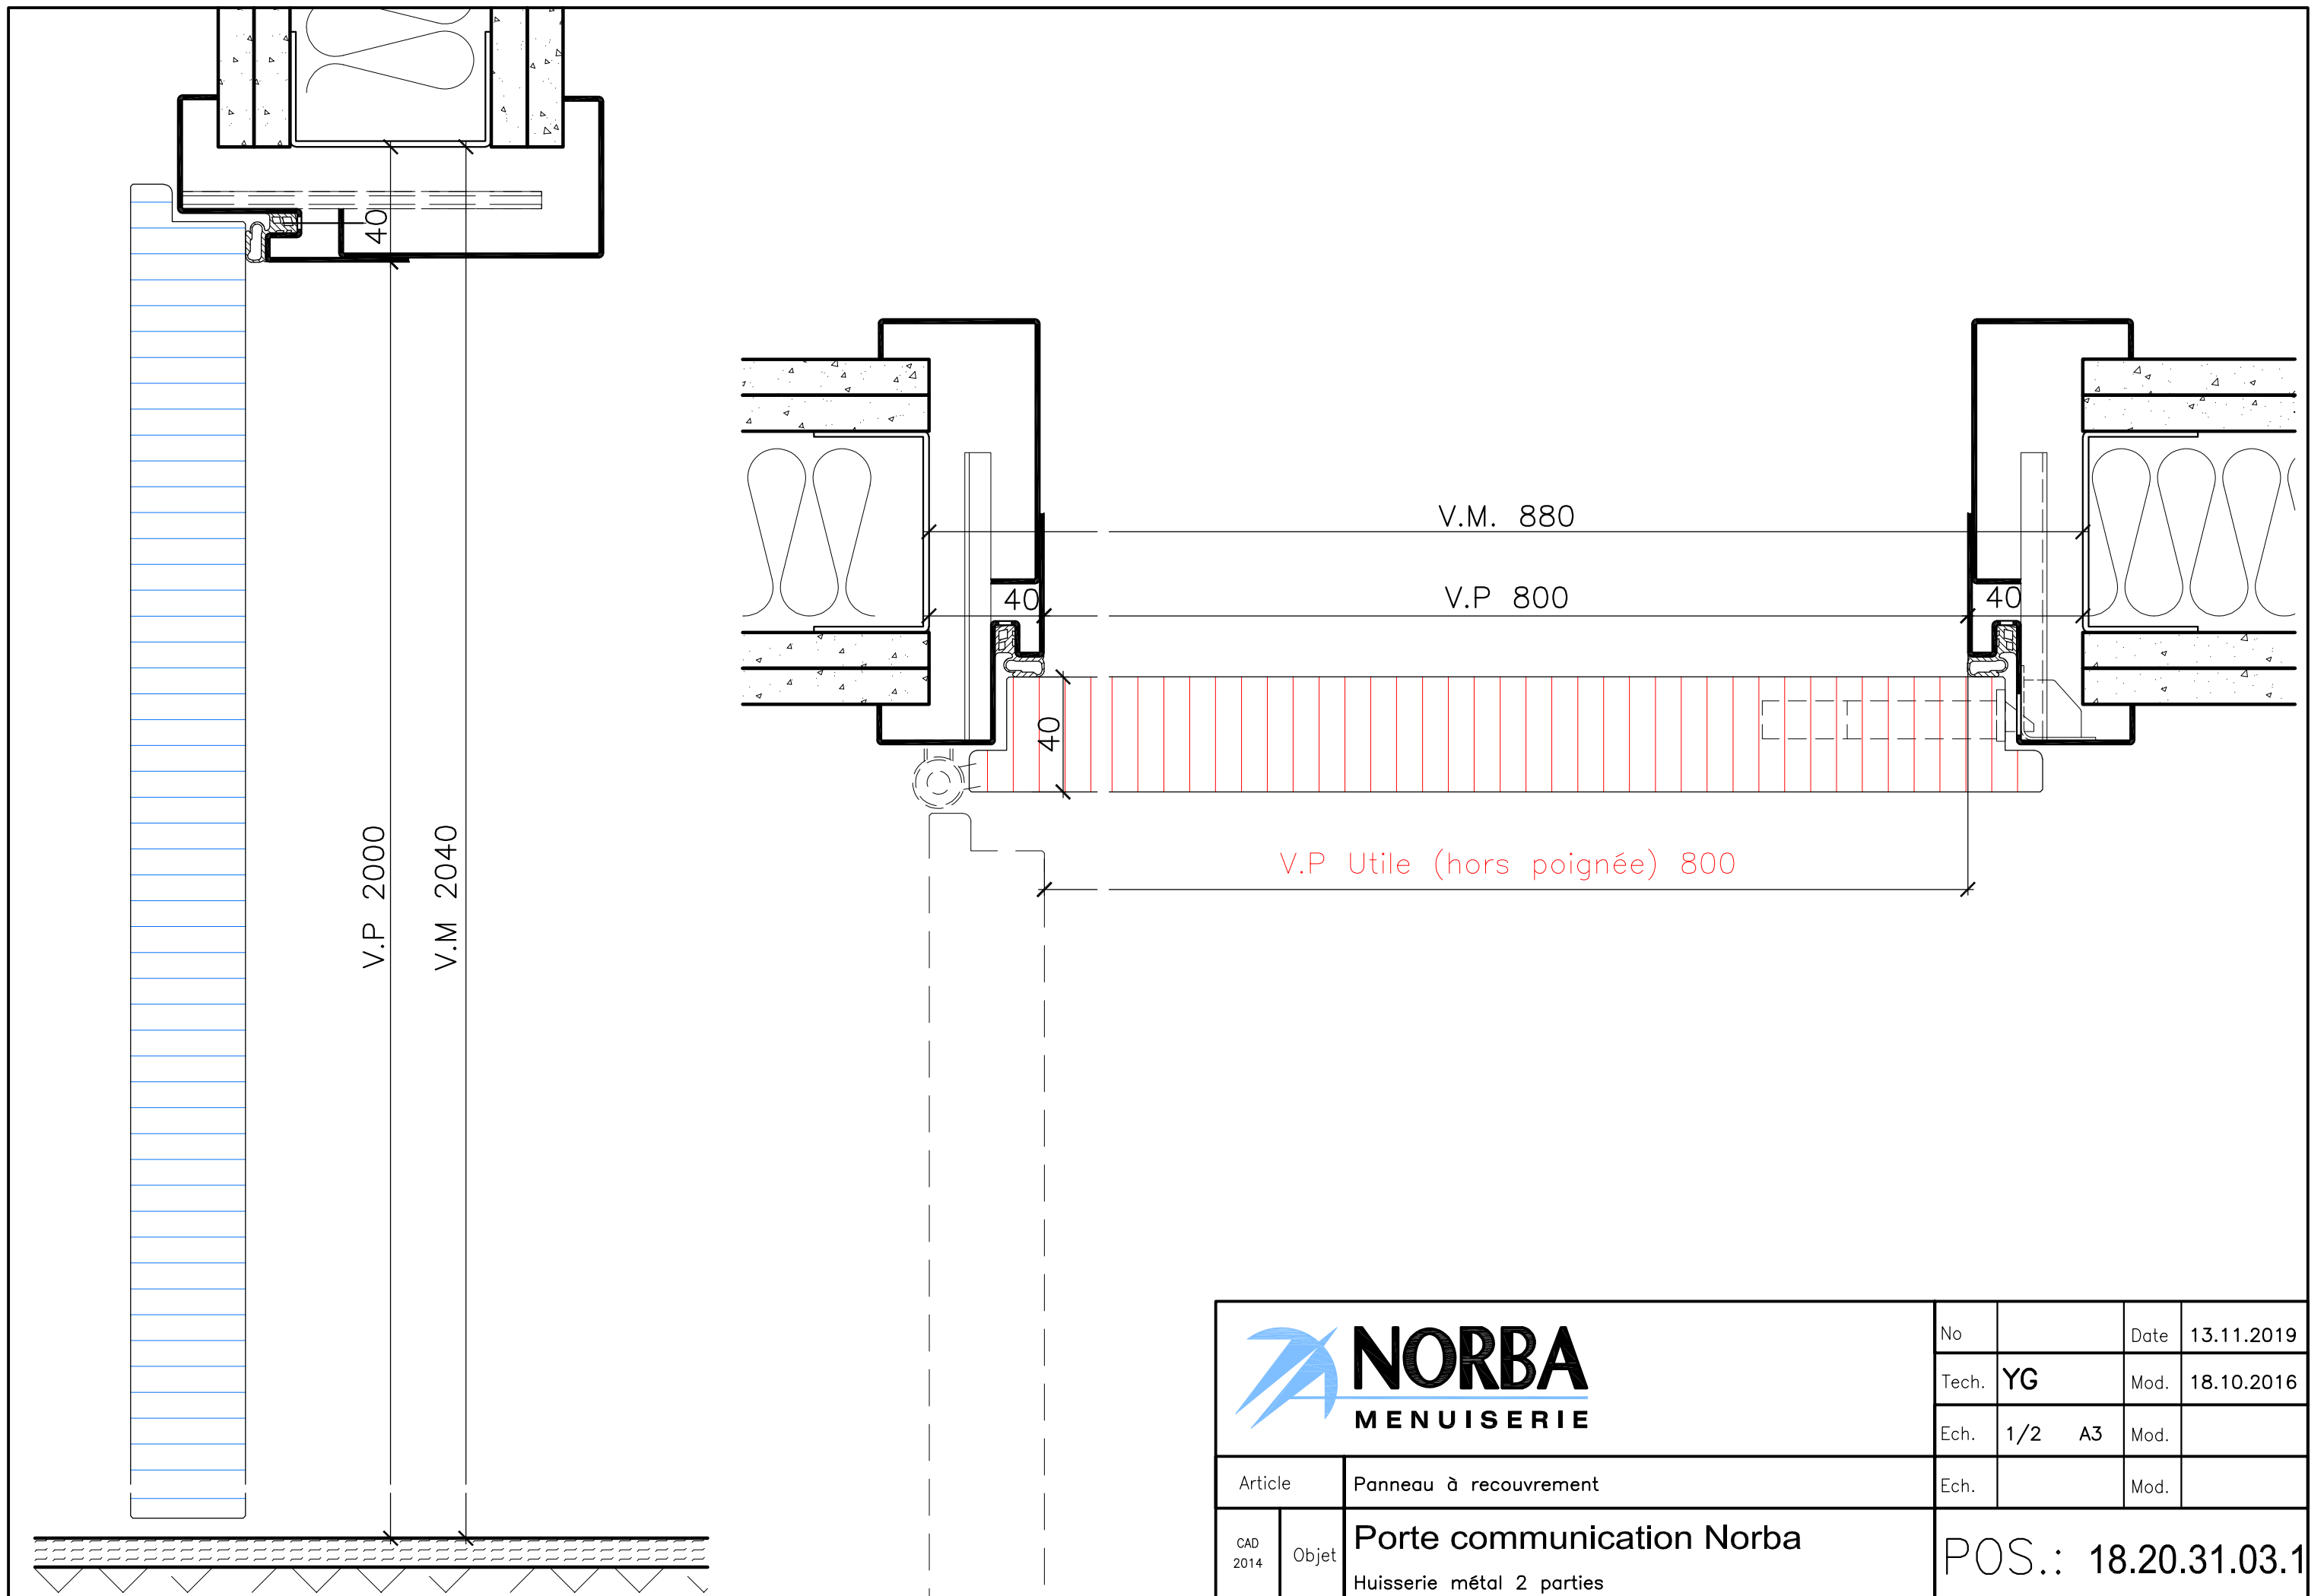 40
V.P 2000
V.M 2040
V.M. 880
40
V.P 800
40
40
V.P Utile (hors poignée) 800
NORBA
MENUISERIE
No
Date 13.11.2019
Tech. YG
Mod. 18.10.2016
Ech. 1/2 A3
Mod.
Article
Panneau à recouvrement
Ech.
Mod.
CAD
2014
Objet
Porte communication Norba
Huisserie métal 2 parties
POS.: 18.20.31.03.1